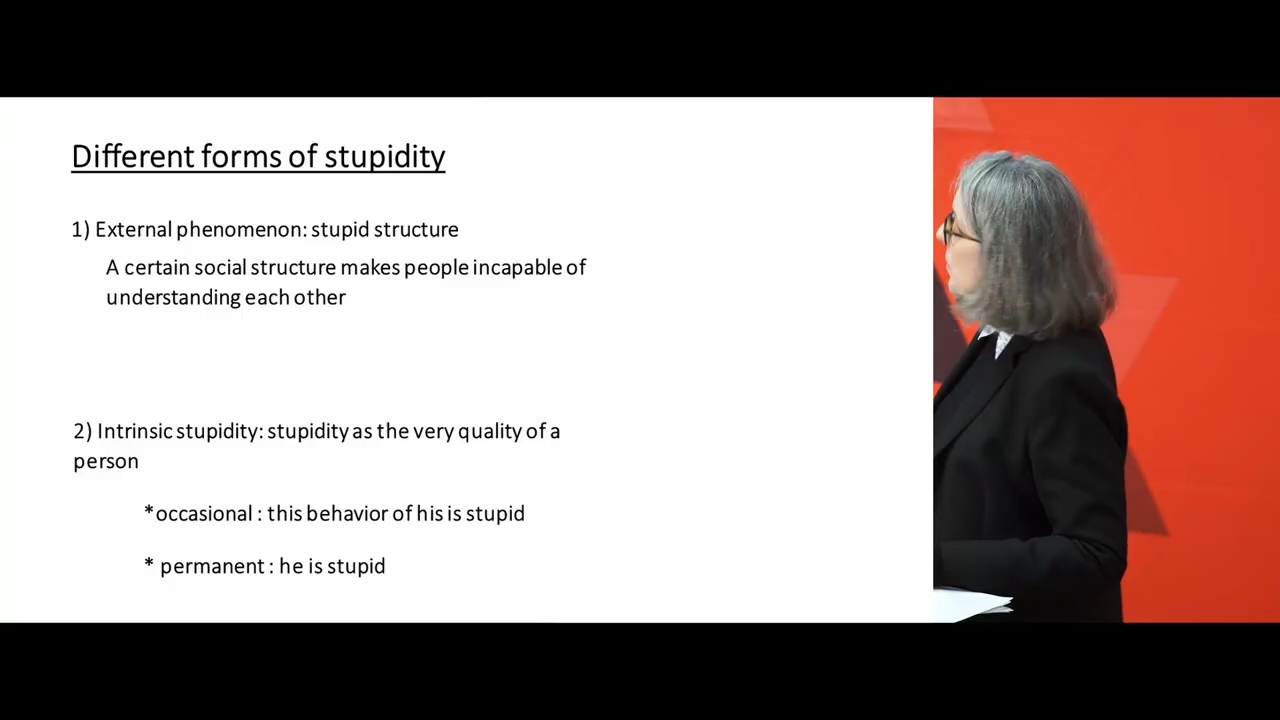 Different forms of stupidity
1) External phenomenon: stupid structure
A certain social structure makes people incapable of
understanding each other
2) Intrinsic stupidity: stupidity as the very quality of a
person
*occasional : this behavior of his is stupid
* permanent : he is stupid